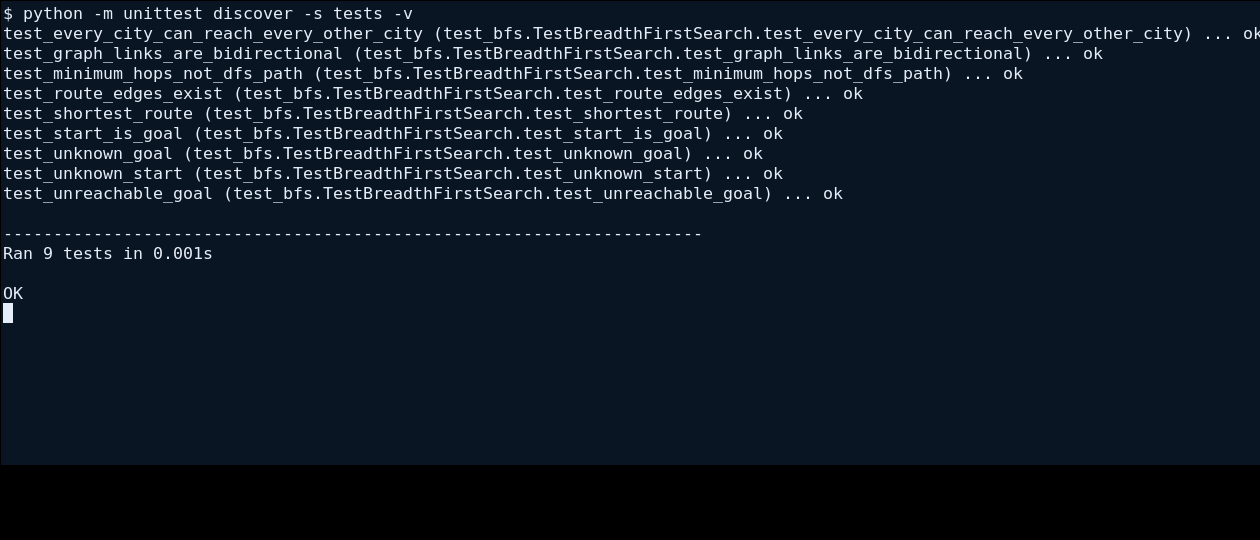 $ python -m unittest discover -s tests -v
test_every_city_can_reach_every_other_city (test_bfs.TestBreadthFirstSearch.test_every_city_can_reach_every_other_city) ... ok
test_graph_links_are_bidirectional (test_bfs.TestBreadthFirstSearch.test_graph_links_are_bidirectional) ... ok
test_minimum_hops_not_dfs_path (test_bfs.TestBreadthFirstSearch.test_minimum_hops_not_dfs_path) ... ok
test_route_edges_exist (test_bfs.TestBreadthFirstSearch.test_route_edges_exist) ... ok
test_shortest_route (test_bfs.TestBreadthFirstSearch.test_shortest_route) ... ok
test_start_is_goal (test_bfs.TestBreadthFirstSearch.test_start_is_goal) ... ok
test_unknown_goal (test_bfs.TestBreadthFirstSearch.test_unknown_goal) ... ok
test_unknown_start (test_bfs.TestBreadthFirstSearch.test_unknown_start) ... ok
test_unreachable_goal (test_bfs.TestBreadthFirstSearch.test_unreachable_goal) ... ok
----------------------------------------------------------------------
Ran 9 tests in 0.001s
OK